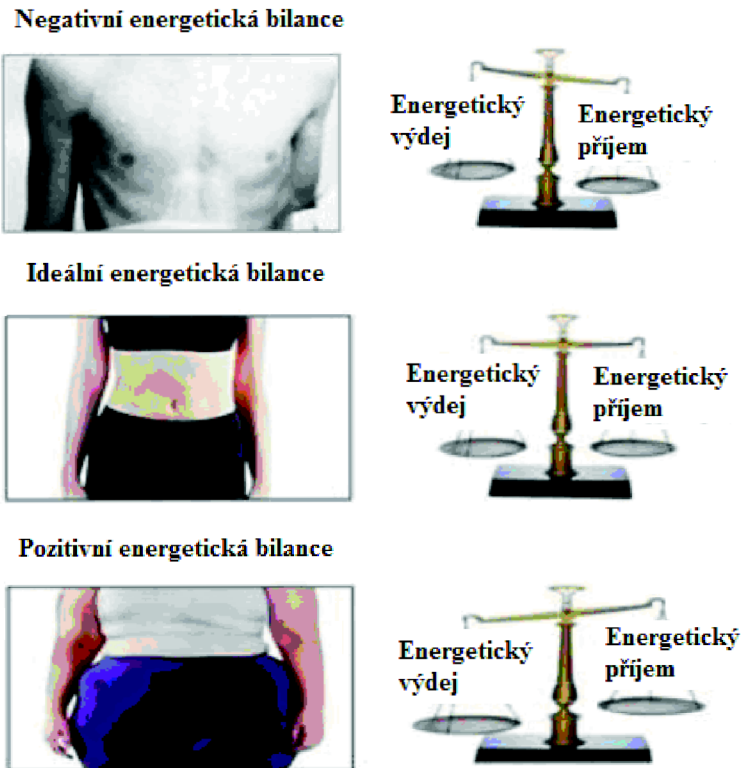 Negativní energetická bilance
Energetický
výdej
Energetický
příjem
Ideální energetická bilance
Energetický
výdej
Energetický
příjem
Pozitivní energetická bilance
Energetický
výdej
Energetický
příjem